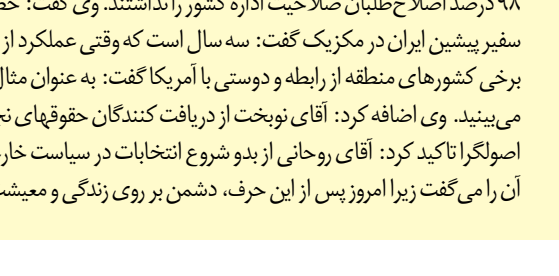 ۹۸ درصد اصلاح‌طلبان صلاحیت اداره کشور را نداشتند. وی گفت:
سفیر پیشین ایران در مکزیک گفت: سه سال است که وقتی عملکرد از
برخی کشورهای منطقه از رابطه و دوستی با آمریکا گفت: به عنوان مثال
می‌بینید. وی اضافه کرد: آقای نوبخت از دریافت کنندگان حقوقهای
اصولگرا تاکید کرد: آقای روحانی از بدو شروع انتخابات در سیاست
آن را می‌گفت زیرا امروز پس از این حرف، دشمن بر روی زندگی و